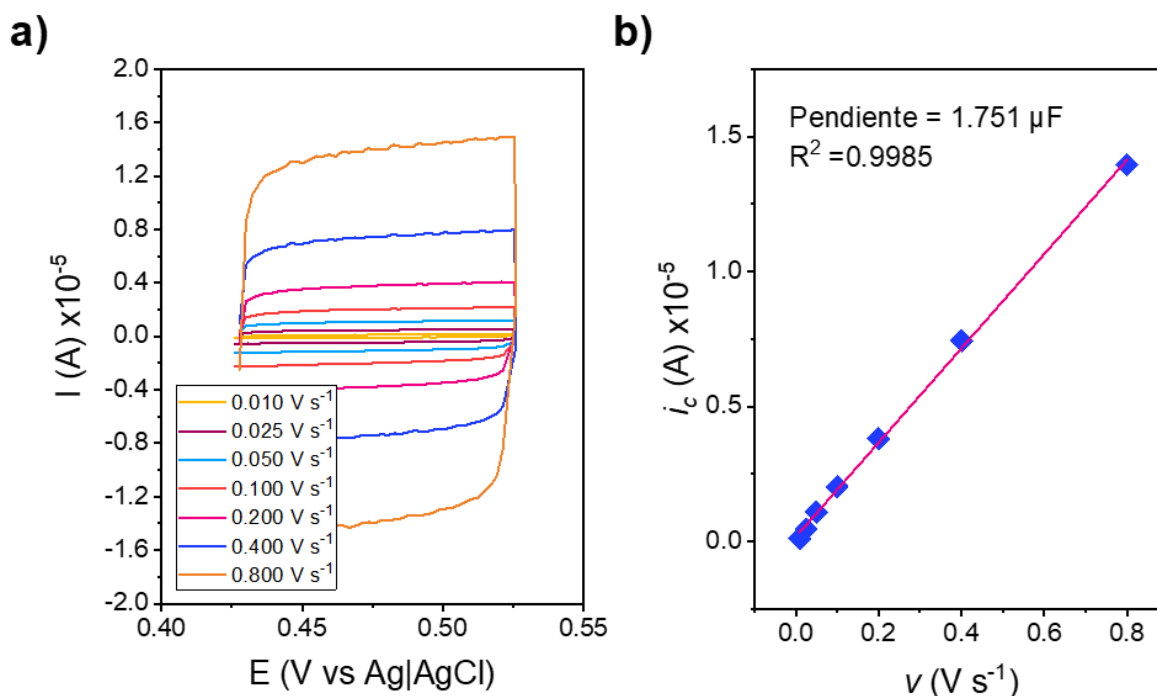 a)
I (A) x10⁻⁵
2.0
1.6
1.2
0.8
0.4
0.0
-0.4
-0.8
-1.2
-1.6
-2.0
0.010 V s⁻¹
0.025 V s⁻¹
0.050 V s⁻¹
0.100 V s⁻¹
0.200 V s⁻¹
0.400 V s⁻¹
0.800 V s⁻¹
0.40 0.45 0.50 0.55
E (V vs Ag|AgCl)
b)
Pendiente = 1.751 µF
R² =0.9985
i_c (A) x10⁻⁵
1.5
1.0
0.5
0.0
0.0 0.2 0.4 0.6 0.8
v (V s⁻¹)